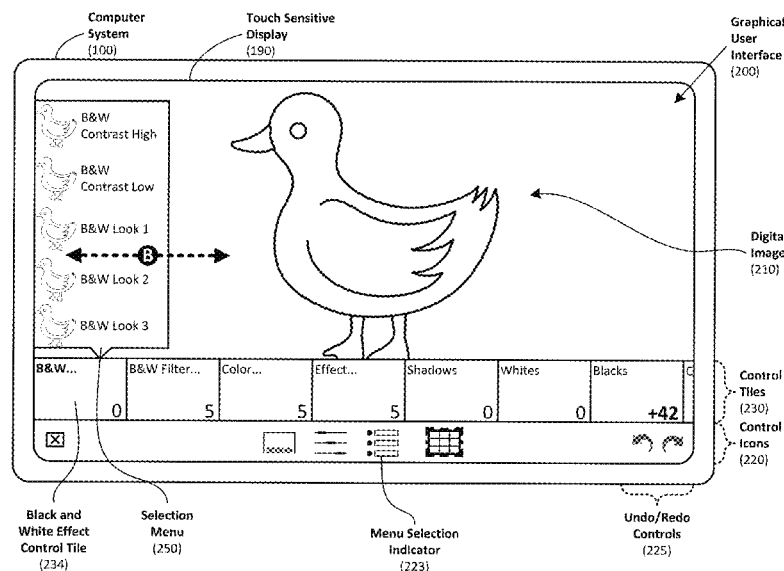 Computer
System
(100)
Touch Sensitive
Display
(190)
Graphical
User
Interface
(200)
B&W
Contrast High
B&W
Contrast Low
B&W Look 1
B
B&W Look 2
B&W Look 3
Digital
Image
(210)
B&W...
0
B&W Filter...
5
Color...
5
Effect...
5
Shadows
0
Whites
0
Blacks
+42
C
Control
Tiles
(230)
Control
Icons
(220)
Black and
White Effect
Control Tile
(234)
Selection
Menu
(250)
Menu Selection
Indicator
(223)
Undo/Redo
Controls
(225)